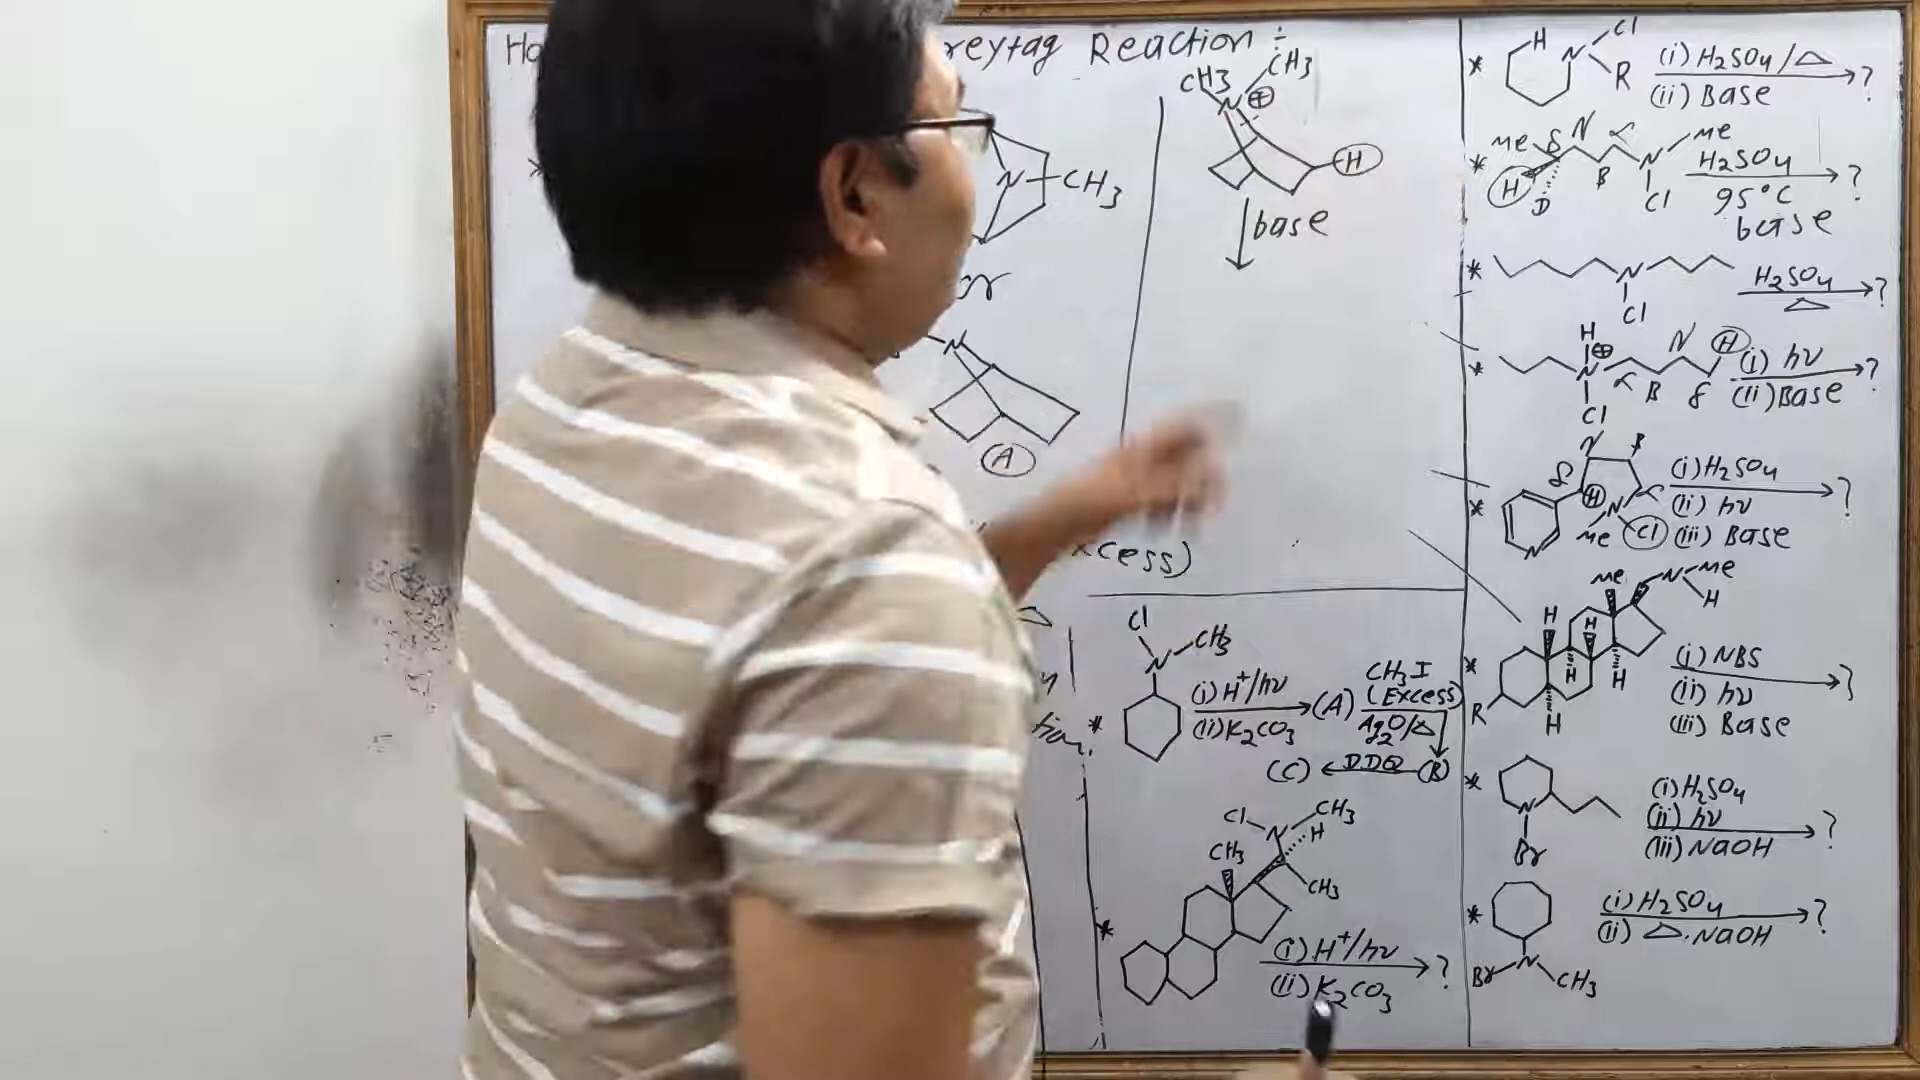 Reaction :-
CH3 CH3
N ⊕
H
base
N CH3
or
N
A
Cl
N CH3
(i) H+/hν
(ii) K2CO3
(A)
CH3I
(Excess)
Ag2O/△
(B)
DDQ
(C)
*
Cl N CH3
H
CH3
CH3
*
(i) H+/hν
(ii) K2CO3
?
* H N Cl
R
(i) H2SO4/△
(ii) Base
?
* Me δ γ α N Me
H D β Cl
H2SO4
95°C
base
?
* N
Cl
H2SO4
△
?
* H
N ⊕ α β γ δ H
Cl
(i) hν
(ii) Base
?
* γ β
δ H N α
N Me Cl
(i) H2SO4
(ii) hν
(iii) Base
?
* Me N Me
H
H H
H H
R H
(i) NBS
(ii) hν
(iii) Base
?
* N
Br
(i) H2SO4
(ii) hν
(iii) NaOH
?
*
Br N CH3
(i) H2SO4
(ii) △·NaOH
?